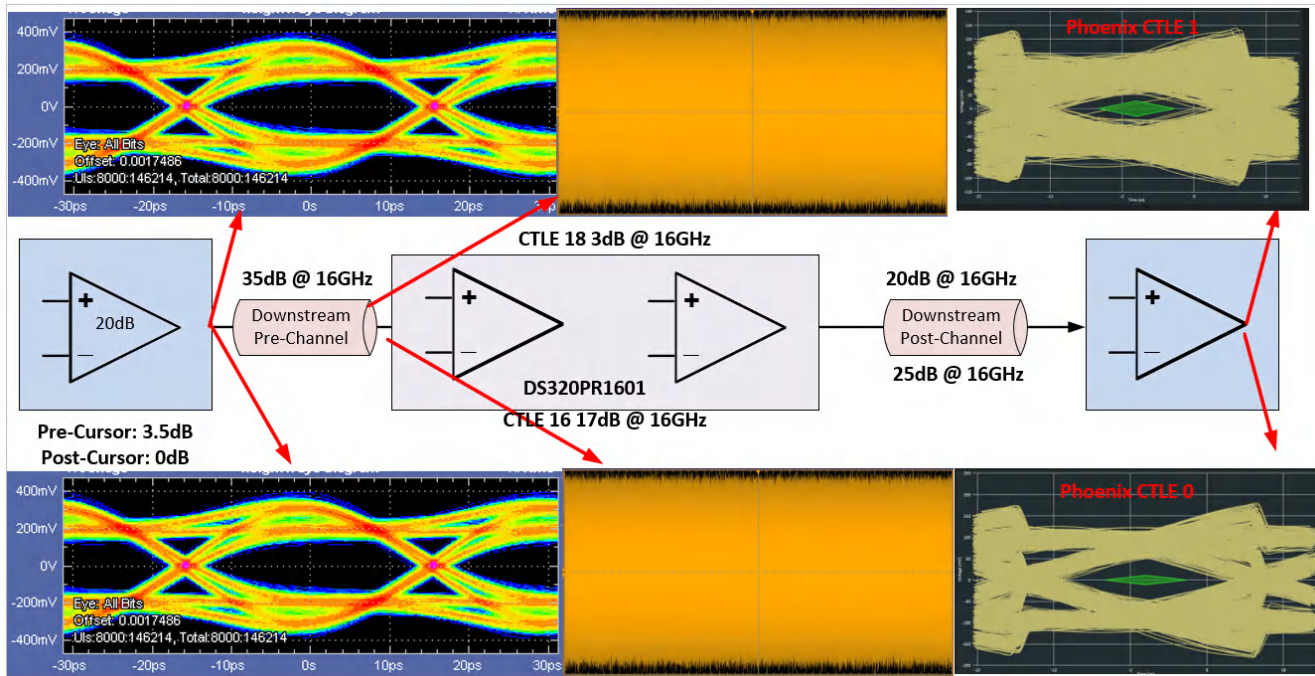 400mV
200mV
0V
-200mV
-400mV
Eye: All Bits
Offset: 0.0017486
UIs:8000:146214, Total:8000:146214
-30ps -20ps -10ps 0s 10ps 20ps
Phoenix CTLE 1
CTLE 18 3dB @ 16GHz
35dB @ 16GHz
20dB @ 16GHz
+
20dB
Downstream
Pre-Channel
+
+
Downstream
Post-Channel
+
25dB @ 16GHz
DS320PR1601
CTLE 16 17dB @ 16GHz
Pre-Cursor: 3.5dB
Post-Cursor: 0dB
400mV
200mV
0V
-200mV
-400mV
Eye: All Bits
Offset: 0.0017486
UIs:8000:146214, Total:8000:146214
-30ps -20ps -10ps 0s 10ps 20ps 30ps
Phoenix CTLE 0